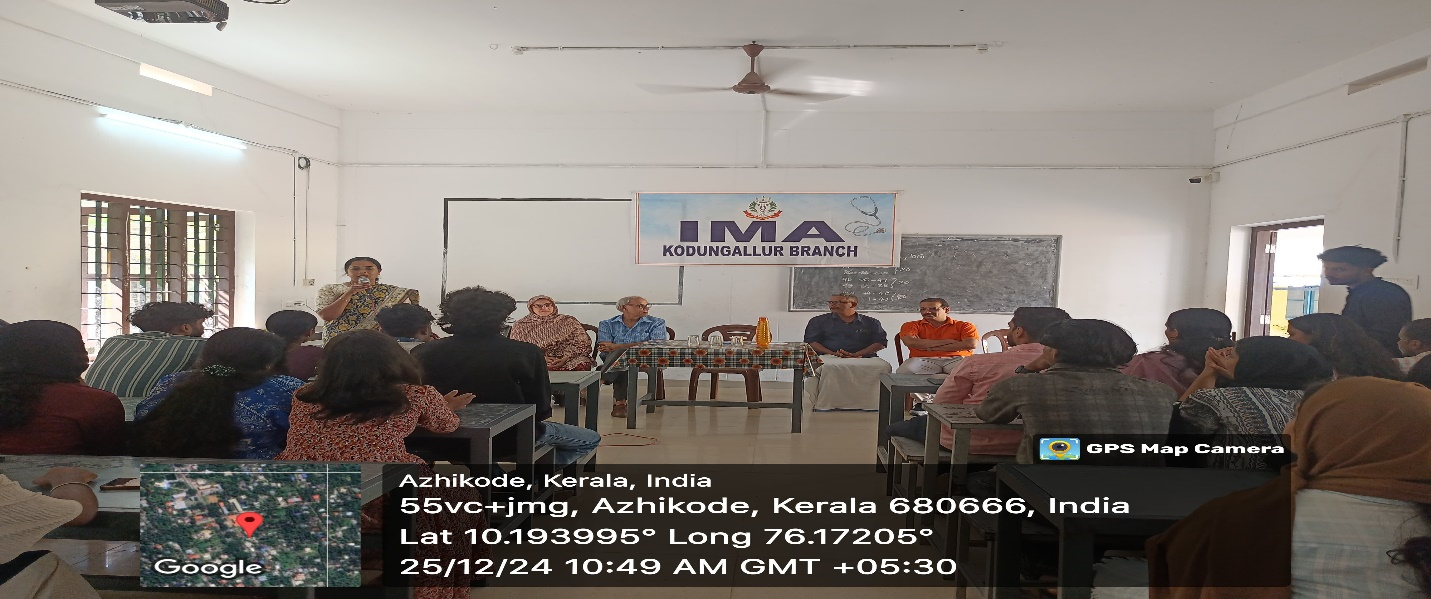 IMA
KODUNGALLUR BRANCH
GPS Map Camera
Azhikode, Kerala, India
55vc+jmg, Azhikode, Kerala 680666, India
Lat 10.193995° Long 76.17205°
25/12/24 10:49 AM GMT +05:30
Google